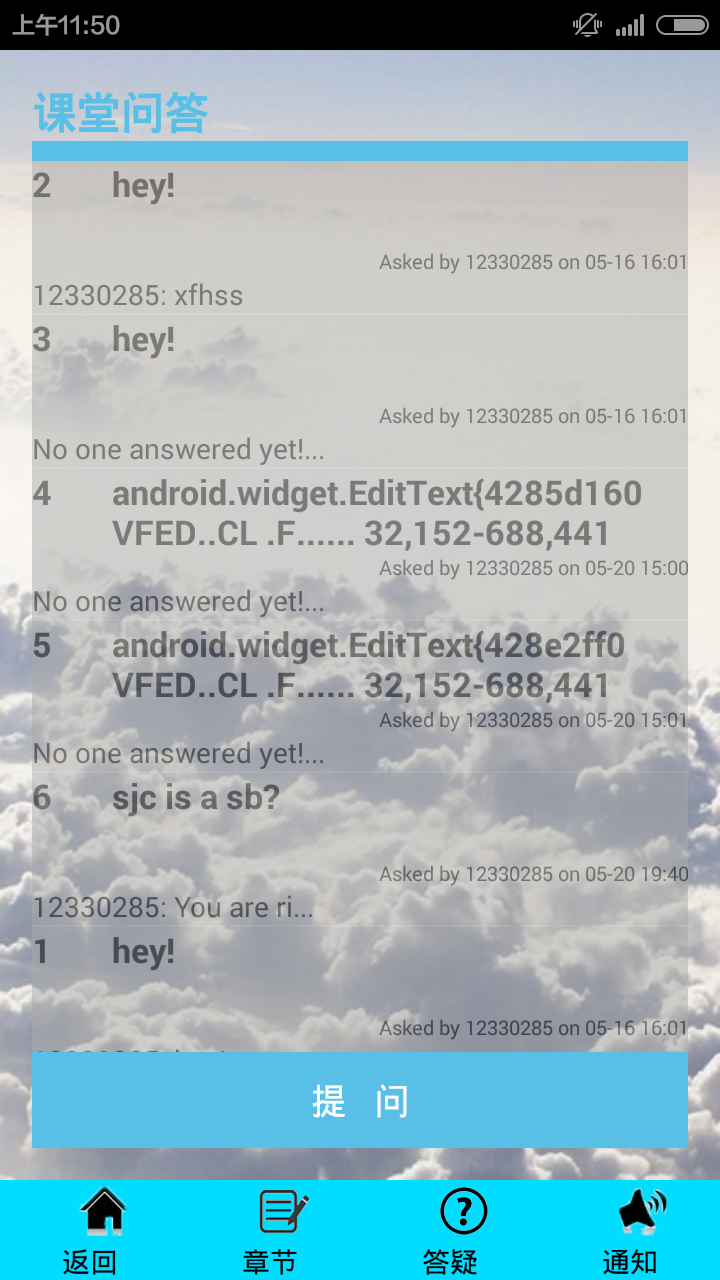 上午11:50
课堂问答
2 hey!
Asked by 12330285 on 05-16 16:01
12330285: xfhss
3 hey!
Asked by 12330285 on 05-16 16:01
No one answered yet!...
4 android.widget.EditText{4285d160
VFED..CL .F...... 32,152-688,441
Asked by 12330285 on 05-20 15:00
No one answered yet!...
5 android.widget.EditText{428e2ff0
VFED..CL .F...... 32,152-688,441
Asked by 12330285 on 05-20 15:01
No one answered yet!...
6 sjc is a sb?
Asked by 12330285 on 05-20 19:40
12330285: You are ri...
1 hey!
Asked by 12330285 on 05-16 16:01
提 问
返回 章节 答疑 通知